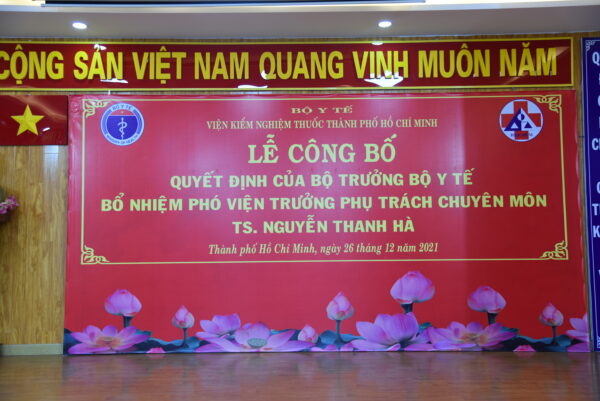 CỘNG SẢN VIỆT NAM QUANG VINH MUÔN NĂM
BỘ Y TẾ
BỘ Y TẾ
VIỆN KIỂM NGHIỆM THUỐC THÀNH PHỐ HỒ CHÍ MINH
LỄ CÔNG BỐ
QUYẾT ĐỊNH CỦA BỘ TRƯỞNG BỘ Y TẾ
BỔ NHIỆM PHÓ VIỆN TRƯỞNG PHỤ TRÁCH CHUYÊN MÔN
TS. NGUYỄN THANH HÀ
Thành phố Hồ Chí Minh, ngày 26 tháng 12 năm 2021